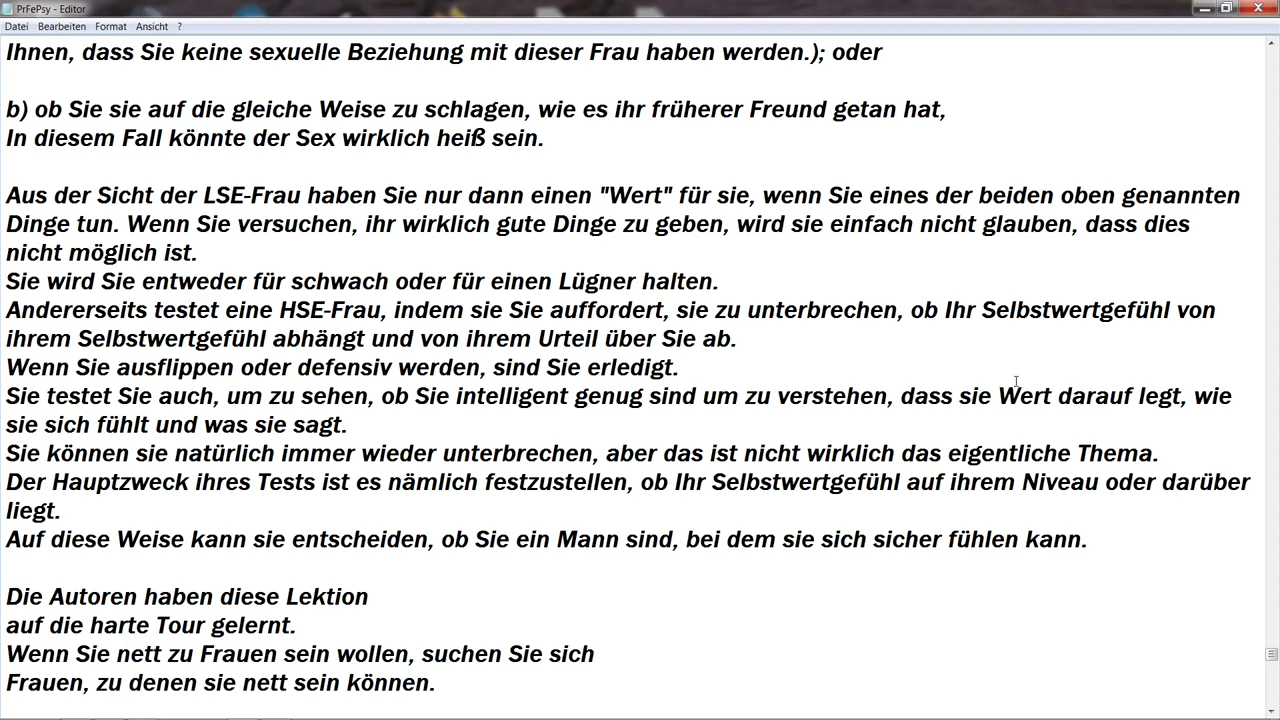 PrFePsy - Editor
Datei Bearbeiten Format Ansicht ?
Ihnen, dass Sie keine sexuelle Beziehung mit dieser Frau haben werden.); oder
b) ob Sie sie auf die gleiche Weise zu schlagen, wie es ihr früherer Freund getan hat,
In diesem Fall könnte der Sex wirklich heiß sein.
Aus der Sicht der LSE-Frau haben Sie nur dann einen "Wert" für sie, wenn Sie eines der beiden oben genannten
Dinge tun. Wenn Sie versuchen, ihr wirklich gute Dinge zu geben, wird sie einfach nicht glauben, dass dies
nicht möglich ist.
Sie wird Sie entweder für schwach oder für einen Lügner halten.
Andererseits testet eine HSE-Frau, indem sie Sie auffordert, sie zu unterbrechen, ob Ihr Selbstwertgefühl von
ihrem Selbstwertgefühl abhängt und von ihrem Urteil über Sie ab.
Wenn Sie ausflippen oder defensiv werden, sind Sie erledigt.
Sie testet Sie auch, um zu sehen, ob Sie intelligent genug sind um zu verstehen, dass sie Wert darauf legt, wie
sie sich fühlt und was sie sagt.
Sie können sie natürlich immer wieder unterbrechen, aber das ist nicht wirklich das eigentliche Thema.
Der Hauptzweck ihres Tests ist es nämlich festzustellen, ob Ihr Selbstwertgefühl auf ihrem Niveau oder darüber
liegt.
Auf diese Weise kann sie entscheiden, ob Sie ein Mann sind, bei dem sie sich sicher fühlen kann.
Die Autoren haben diese Lektion
auf die harte Tour gelernt.
Wenn Sie nett zu Frauen sein wollen, suchen Sie sich
Frauen, zu denen sie nett sein können.